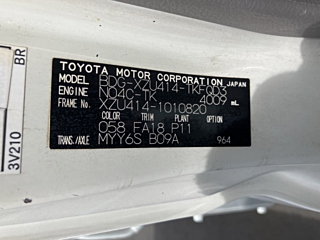 TOYOTA MOTOR CORPORATION JAPAN
MODEL BDG-XZU414-TKFQD3
ENGINE N04C-TK 4009 mL
FRAME No. XZU414-1010820
COLOR TRIM PLANT OPTION
058 FA18 P11
TRANS./AXLE MYY6S B09A 964
BR
3V210